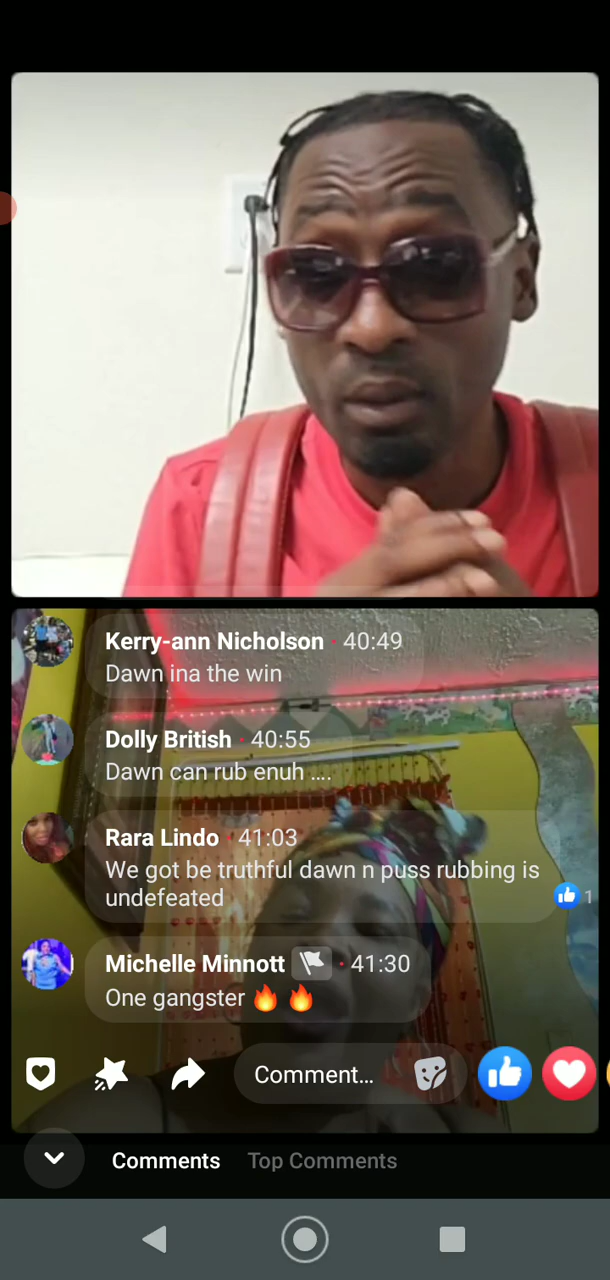 Kerry-ann Nicholson · 40:49
Dawn ina the win
Dolly British · 40:55
Dawn can rub enuh ....
Rara Lindo · 41:03
We got be truthful dawn n puss rubbing is
undefeated
1
Michelle Minnott · 41:30
One gangster 🔥 🔥
Comment...
Comments Top Comments